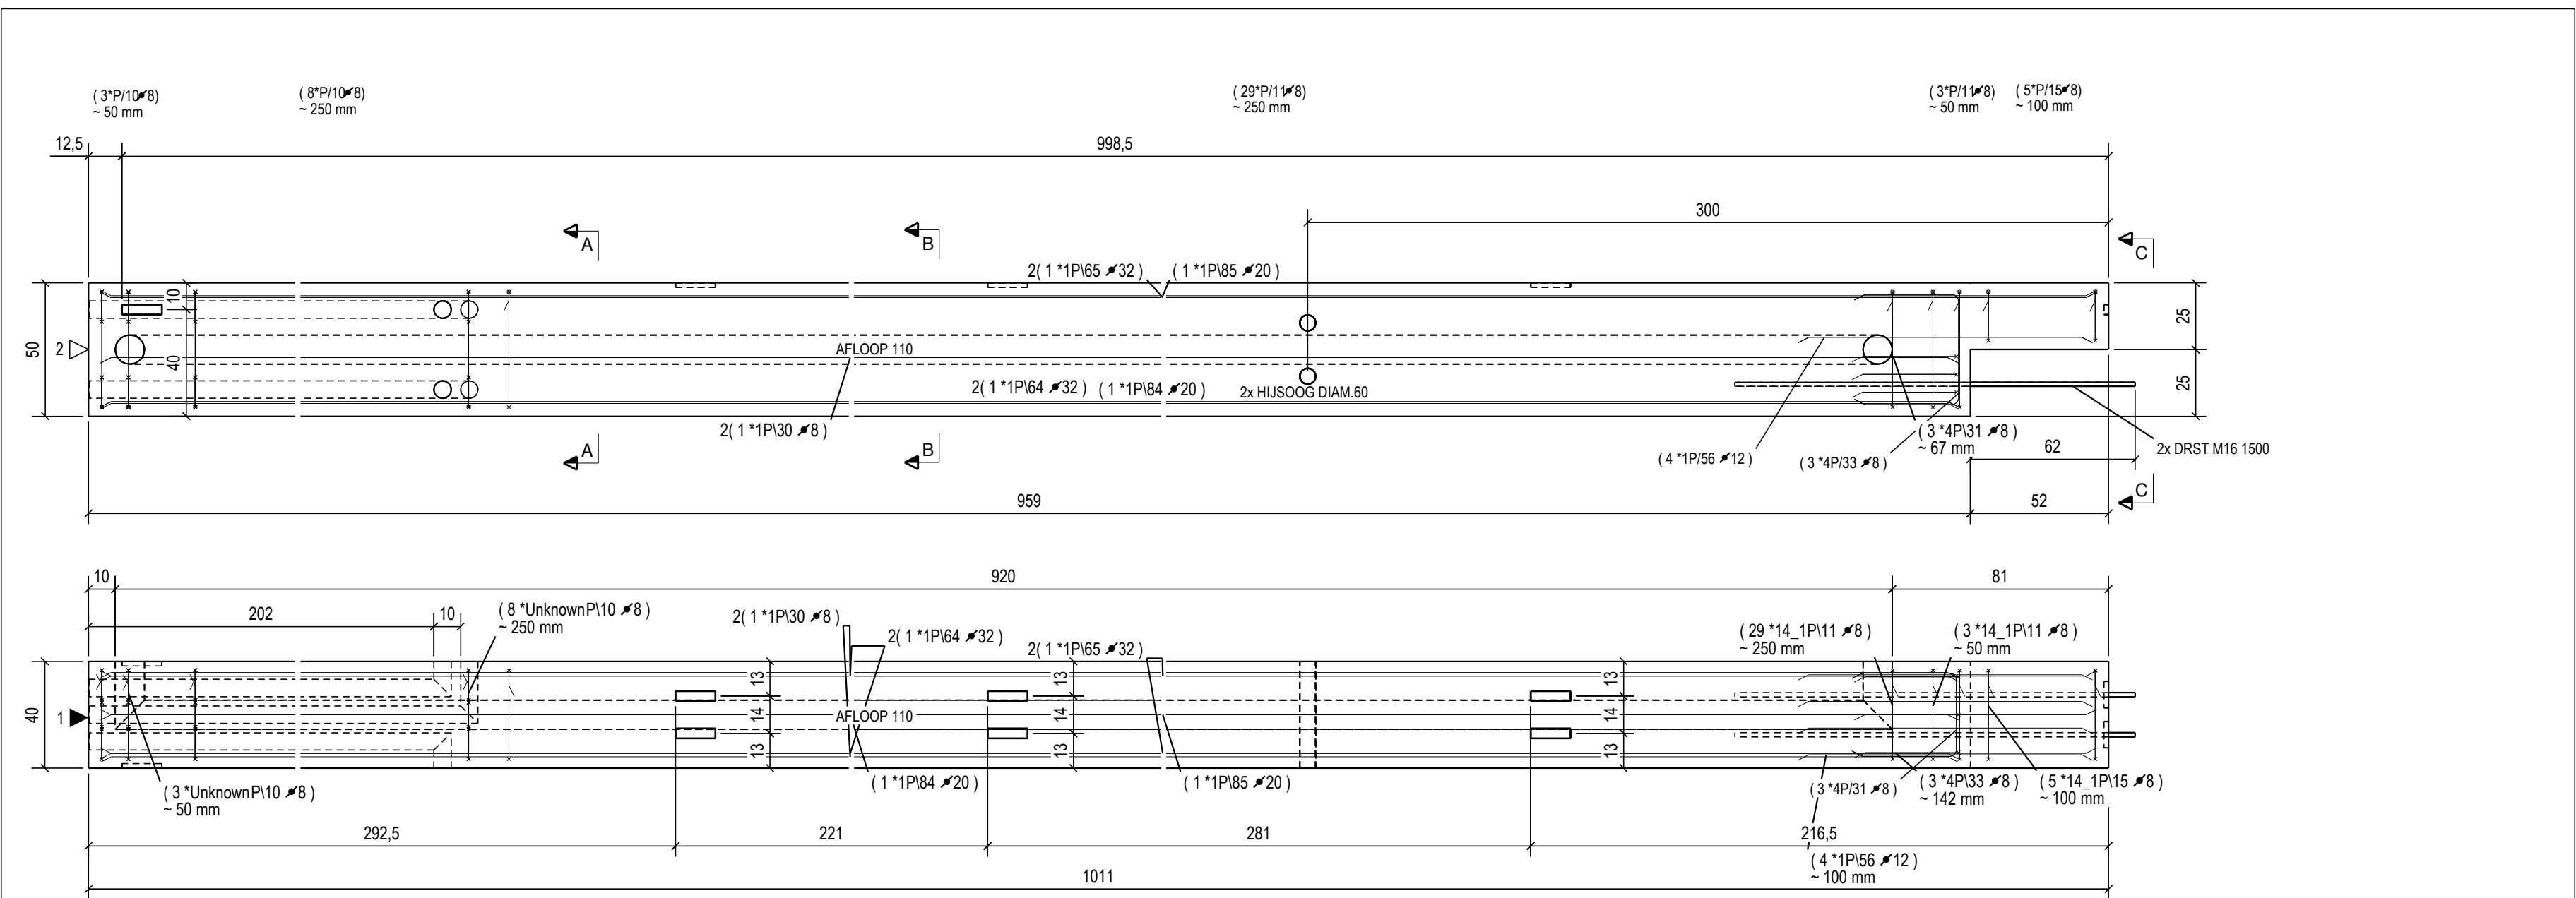 ( 3*P/10⌀8)
~ 50 mm
( 8*P/10⌀8)
~ 250 mm
( 29*P/11⌀8)
~ 250 mm
( 3*P/11⌀8)
~ 50 mm
( 5*P/15⌀8)
~ 100 mm
12,5
998,5
300
A
B
C
2( 1 *1P\65 ⌀32 )
( 1 *1P\85 ⌀20 )
10
25
50
2
40
AFLOOP 110
25
2( 1 *1P\64 ⌀32 )
( 1 *1P\84 ⌀20 )
2x HIJSOOG DIAM.60
2( 1 *1P\30 ⌀8 )
( 3 *4P\31 ⌀8 )
~ 67 mm
A
B
( 4 *1P/56 ⌀12 )
( 3 *4P/33 ⌀8 )
62
2x DRST M16 1500
C
959
52
10
920
81
202
10
( 8 *UnknownP\10 ⌀8 )
~ 250 mm
2( 1 *1P\30 ⌀8 )
2( 1 *1P\64 ⌀32 )
2( 1 *1P\65 ⌀32 )
( 29 *14_1P\11 ⌀8 )
~ 250 mm
( 3 *14_1P\11 ⌀8 )
~ 50 mm
13
13
13
40
1
AFLOOP 110
14
14
14
13
13
13
( 3 *UnknownP\10 ⌀8 )
~ 50 mm
( 1 *1P\84 ⌀20 )
( 1 *1P\85 ⌀20 )
( 3 *4P/31 ⌀8 )
( 3 *4P\33 ⌀8 )
~ 142 mm
( 5 *14_1P\15 ⌀8 )
~ 100 mm
292,5
221
281
216,5
( 4 *1P\56 ⌀12 )
~ 100 mm
1011